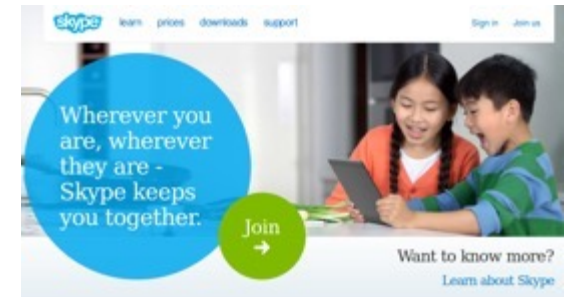 skype learn prices downloads support Sign in Join us
Wherever you
are, wherever
they are -
Skype keeps
you together.
Join
Want to know more?
Learn about Skype